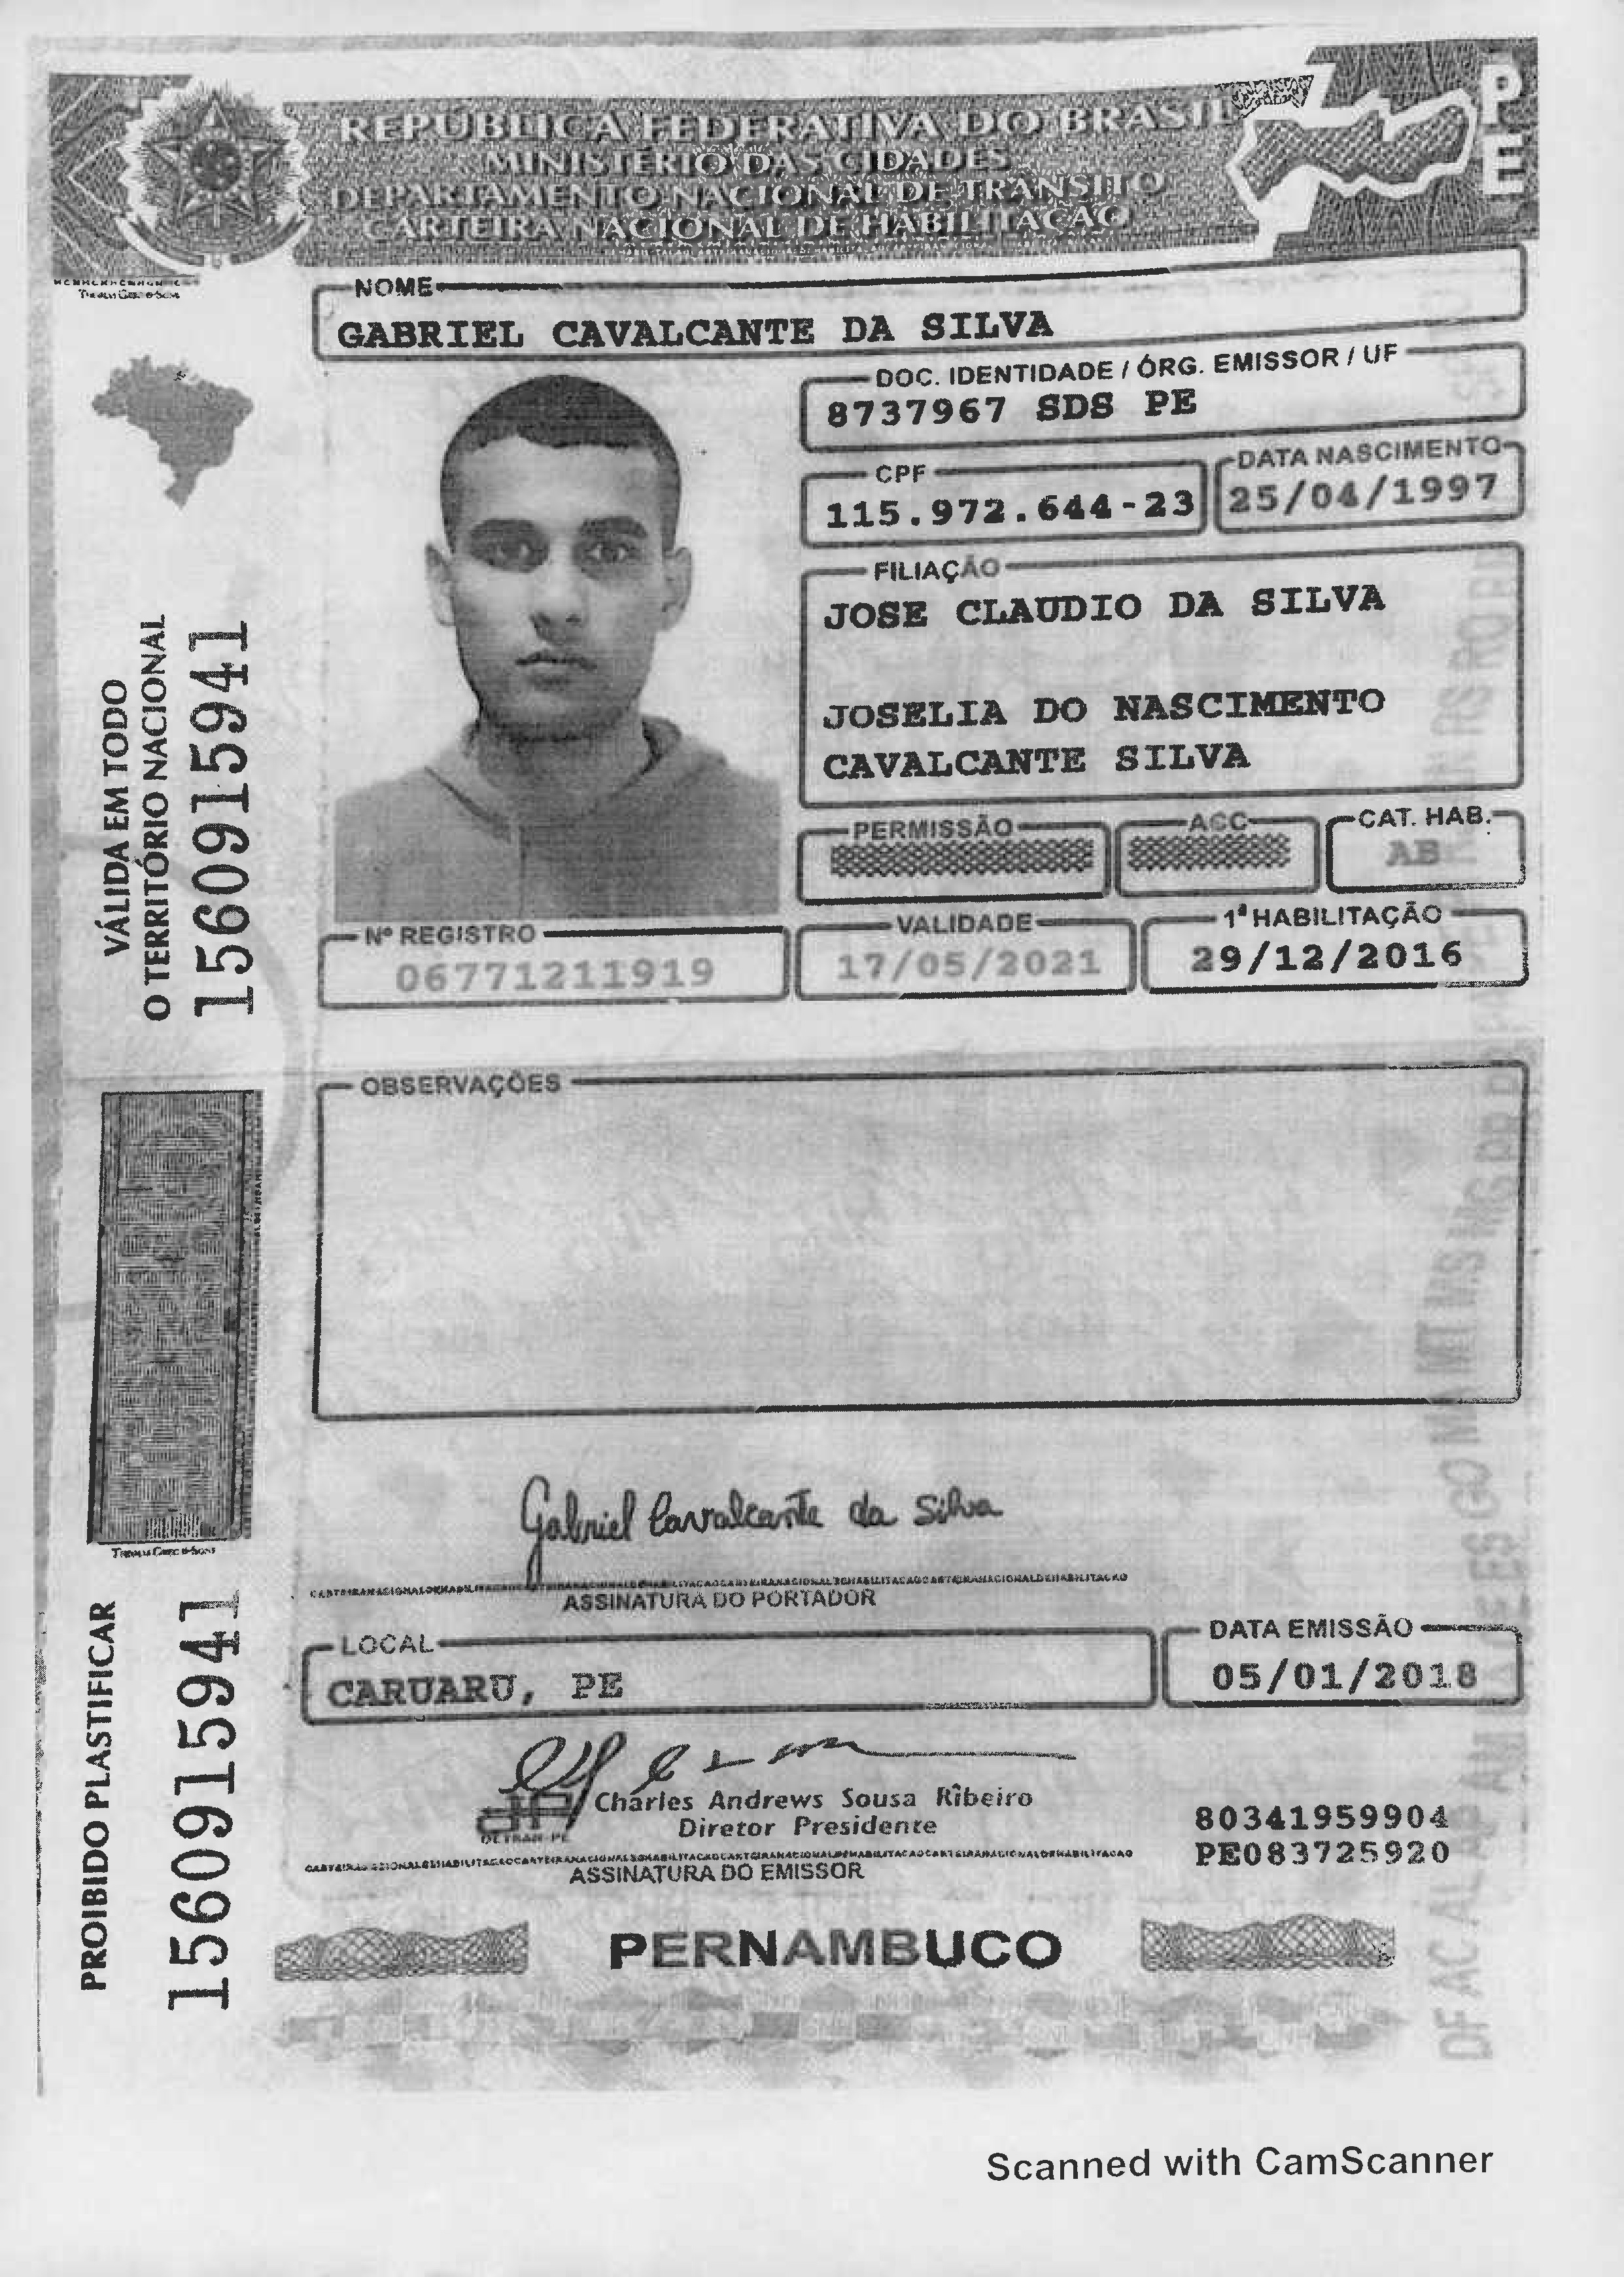 REPÚBLICA FEDERATIVA DO BRASIL
MINISTÉRIO DAS CIDADES
DEPARTAMENTO NACIONAL DE TRÂNSITO
CARTEIRA NACIONAL DE HABILITAÇÃO
PE
NOME
GABRIEL CAVALCANTE DA SILVA
DOC. IDENTIDADE / ÓRG. EMISSOR / UF
8737967 SDS PE
CPF
115.972.644-23
DATA NASCIMENTO
25/04/1997
FILIAÇÃO
JOSE CLAUDIO DA SILVA
JOSELIA DO NASCIMENTO
CAVALCANTE SILVA
PERMISSÃO
ACC
CAT. HAB.
AB
Nº REGISTRO
06771211919
VALIDADE
17/05/2021
1ª HABILITAÇÃO
29/12/2016
VÁLIDA EM TODO
O TERRITÓRIO NACIONAL
1560915941
OBSERVAÇÕES
Gabriel Cavalcante da Silva
ASSINATURA DO PORTADOR
LOCAL
CARUARU, PE
DATA EMISSÃO
05/01/2018
Charles Andrews Sousa Ribeiro
Diretor Presidente
DETRAN-PE
ASSINATURA DO EMISSOR
80341959904
PE083725920
PROIBIDO PLASTIFICAR
1560915941
PERNAMBUCO
Scanned with CamScanner